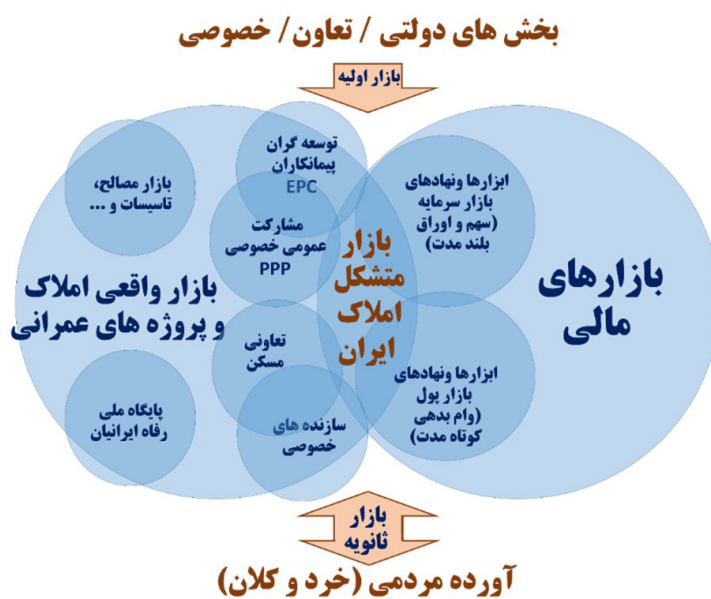 بخش های دولتی / تعاون/ خصوصی
بازار اولیه
توسعه گران
پیمانکاران
EPC
بازار مصالح،
تاسیسات و ...
ابزارها ونهادهای
بازار سرمایه
(سهم و اوراق
بلند مدت)
مشارکت
عمومی خصوصی
PPP
بازار
متشکل
املاک
ایران
بازارهای
مالی
بازار واقعی املاک
و پروژه های عمرانی
تعاونی
مسکن
ابزارها ونهادهای
بازار پول
(وام بدهی
کوتاه مدت)
پایگاه ملی
رفاه ایرانیان
سازنده های
خصوصی
بازار
ثانویه
آورده مردمی (خرد و کلان)